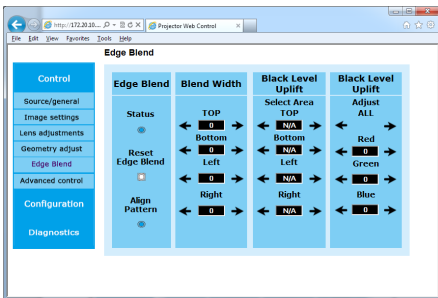 http://172.20.10....
Projector Web Control
File Edit View Favorites Tools Help
Edge Blend
Control
Source/general
Image settings
Lens adjustments
Geometry adjust
Edge Blend
Advanced control
Configuration
Diagnostics
Edge Blend
Status
Reset
Edge Blend
Align
Pattern
Blend Width
TOP
0
Bottom
0
Left
0
Right
0
Black Level
Uplift
Select Area
TOP
N/A
Bottom
N/A
Left
N/A
Right
N/A
Black Level
Uplift
Adjust
ALL
Red
0
Green
0
Blue
0